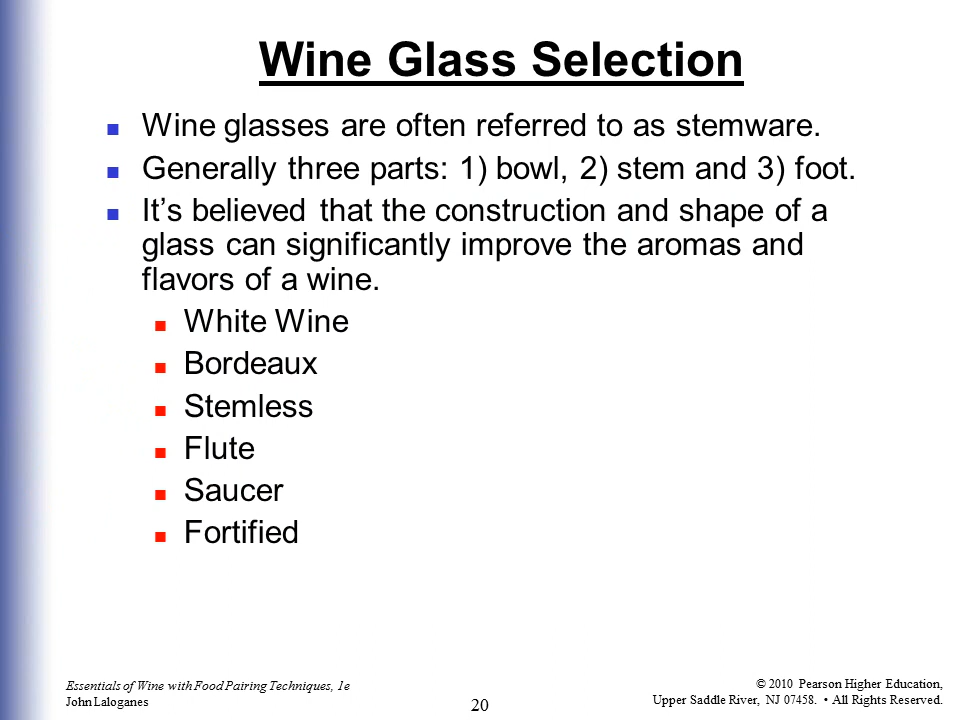 Wine Glass Selection
Wine glasses are often referred to as stemware.
Generally three parts: 1) bowl, 2) stem and 3) foot.
It’s believed that the construction and shape of a
glass can significantly improve the aromas and
flavors of a wine.
White Wine
Bordeaux
Stemless
Flute
Saucer
Fortified
Essentials of Wine with Food Pairing Techniques, 1e
John Laloganes
20
© 2010 Pearson Higher Education,
Upper Saddle River, NJ 07458. • All Rights Reserved.